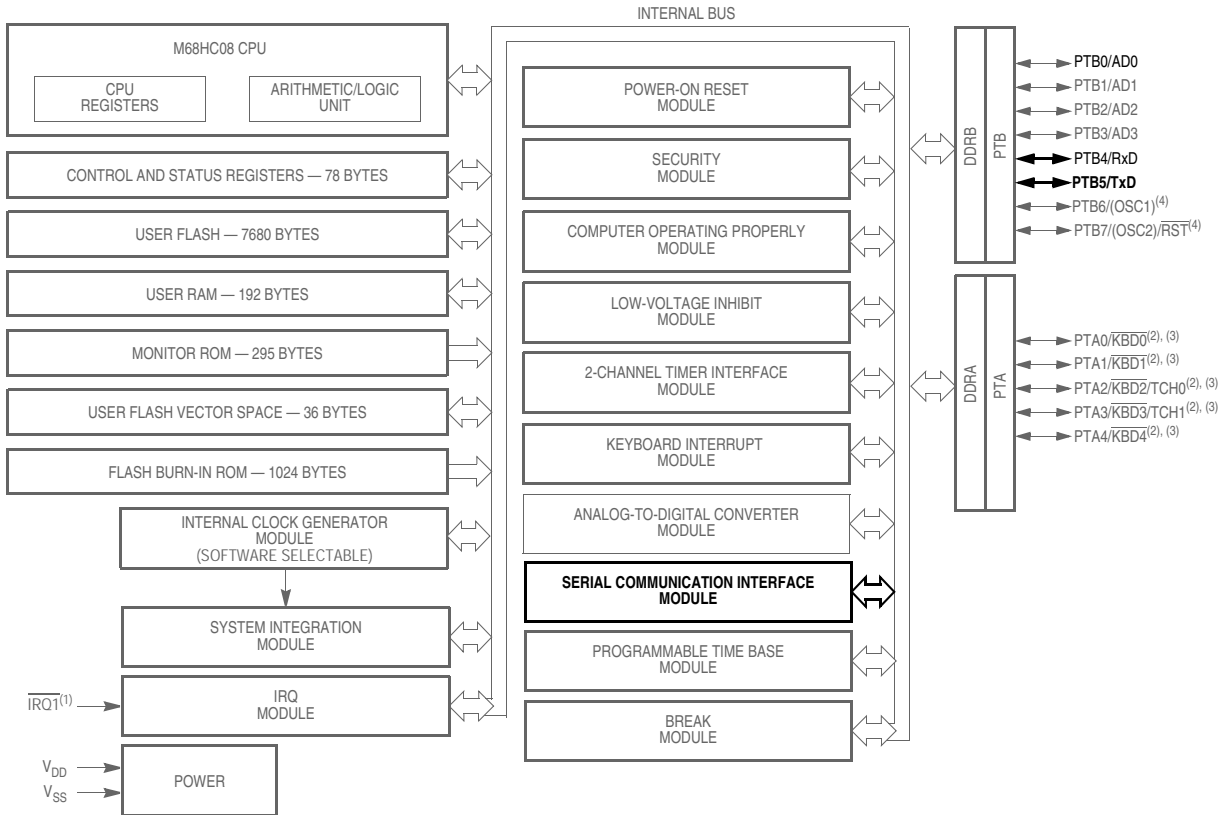 INTERNAL BUS
M68HC08 CPU
CPU
REGISTERS
ARITHMETIC/LOGIC
UNIT
CONTROL AND STATUS REGISTERS — 78 BYTES
USER FLASH — 7680 BYTES
USER RAM — 192 BYTES
MONITOR ROM — 295 BYTES
USER FLASH VECTOR SPACE — 36 BYTES
FLASH BURN-IN ROM — 1024 BYTES
INTERNAL CLOCK GENERATOR
MODULE
(SOFTWARE SELECTABLE)
SYSTEM INTEGRATION
MODULE
IRQ1(1)
IRQ
MODULE
VDD
VSS
POWER
POWER-ON RESET
MODULE
SECURITY
MODULE
COMPUTER OPERATING PROPERLY
MODULE
LOW-VOLTAGE INHIBIT
MODULE
2-CHANNEL TIMER INTERFACE
MODULE
KEYBOARD INTERRUPT
MODULE
ANALOG-TO-DIGITAL CONVERTER
MODULE
SERIAL COMMUNICATION INTERFACE
MODULE
PROGRAMMABLE TIME BASE
MODULE
BREAK
MODULE
DDRB
PTB
PTB0/AD0
PTB1/AD1
PTB2/AD2
PTB3/AD3
PTB4/RxD
PTB5/TxD
PTB6/(OSC1)(4)
PTB7/(OSC2)/RST(4)
DDRA
PTA
PTA0/KBD0(2), (3)
PTA1/KBD1(2), (3)
PTA2/KBD2/TCH0(2), (3)
PTA3/KBD3/TCH1(2), (3)
PTA4/KBD4(2), (3)